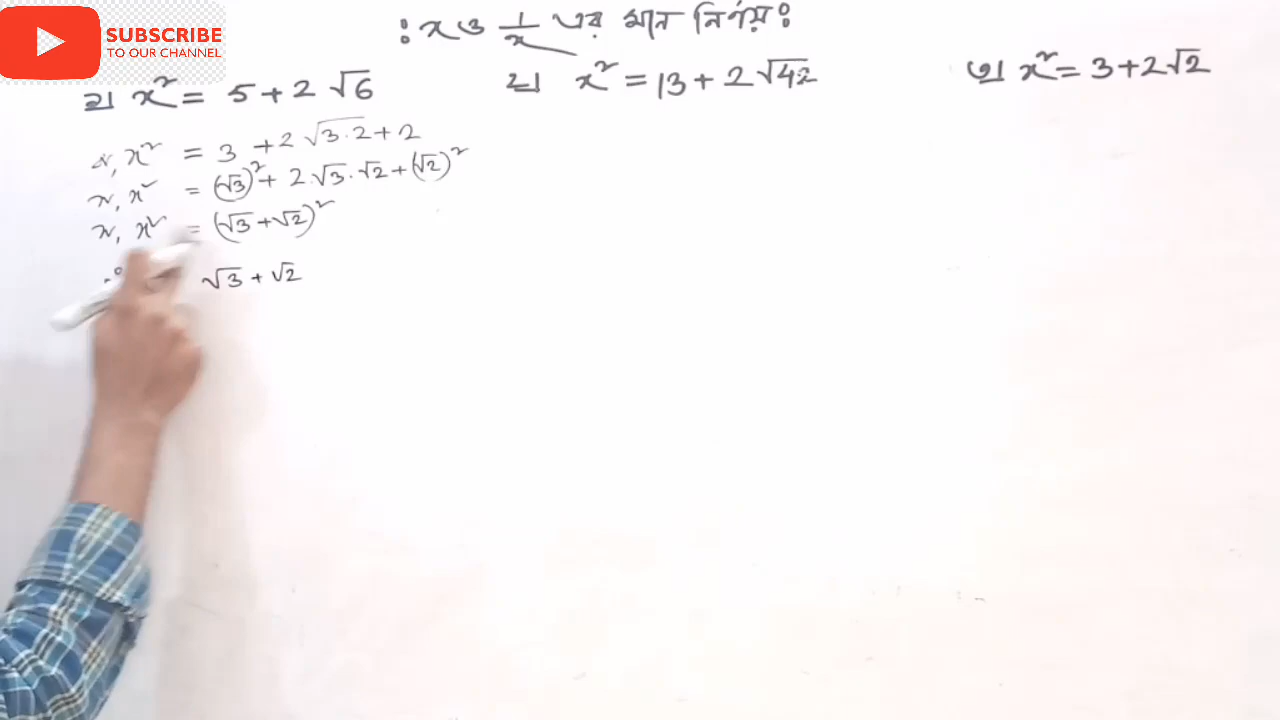 SUBSCRIBE
TO OUR CHANNEL
: x ও 1/x এর মান নির্ণয় :
১। x² = 5 + 2√6
২। x² = 13 + 2√42
৩। x² = 3 + 2√2
বা, x² = 3 + 2√3.2 + 2
বা, x² = (√3)² + 2.√3.√2 + (√2)²
বা, x² = (√3 + √2)²
√3 + √2